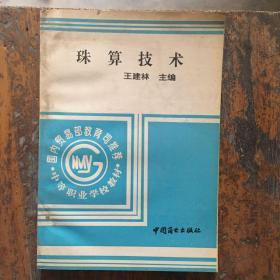 珠算技术
王建林 主编
国内贸易部教育司推荐
中等商业学校教材
中国商业出版社